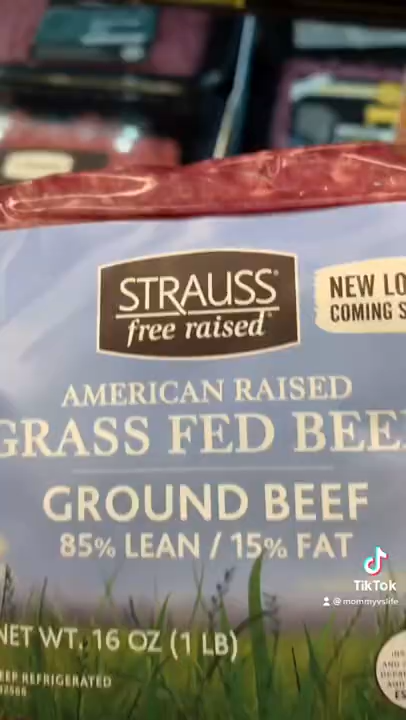 STRAUSS®
free raised
NEW LO
COMING S
AMERICAN RAISED
GRASS FED BEE
GROUND BEEF
85% LEAN / 15% FAT
TikTok
@mommyvslife
NET WT. 16 OZ (1 LB)
EEP REFRIGERATED